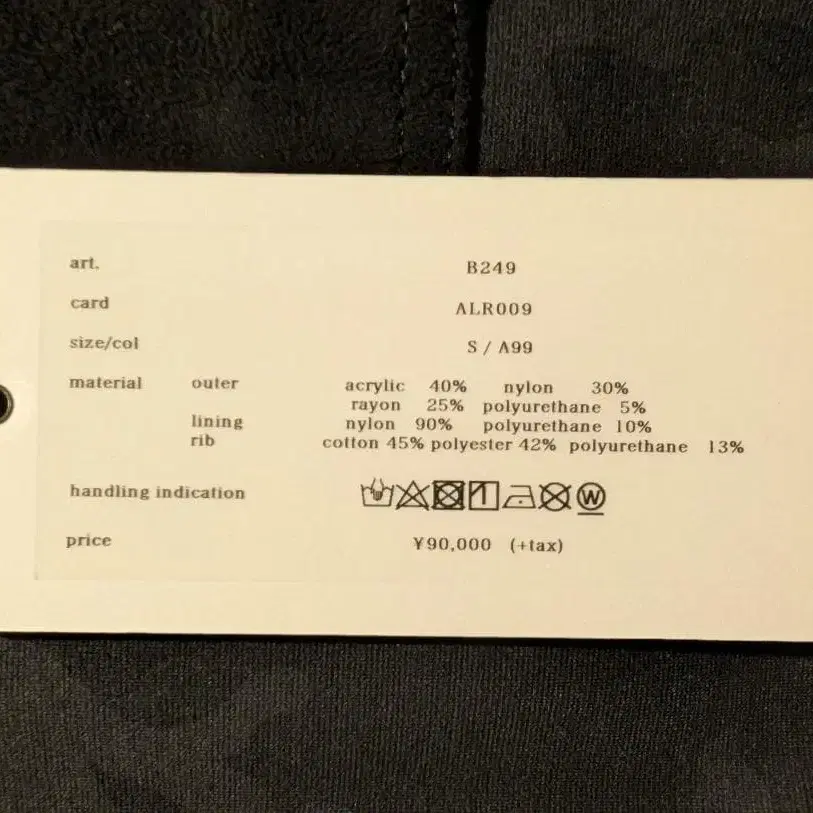 art. B249
card ALR009
size/col S / A99
material outer acrylic 40% nylon 30%
rayon 25% polyurethane 5%
lining nylon 90% polyurethane 10%
rib cotton 45% polyester 42% polyurethane 13%
handling indication W
price ¥90,000 (+tax)